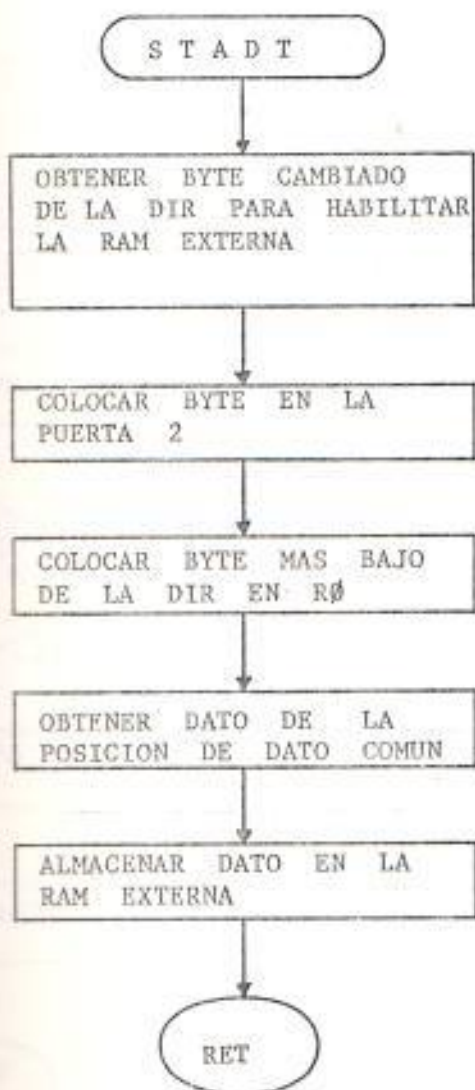 S T A D T
OBTENER BYTE CAMBIADO
DE LA DIR PARA HABILITAR
LA RAM EXTERNA
COLOCAR BYTE EN LA
PUERTA 2
COLOCAR BYTE MAS BAJO
DE LA DIR EN RØ
OBTENER DATO DE LA
POSICION DE DATO COMUN
ALMACENAR DATO EN LA
RAM EXTERNA
RET